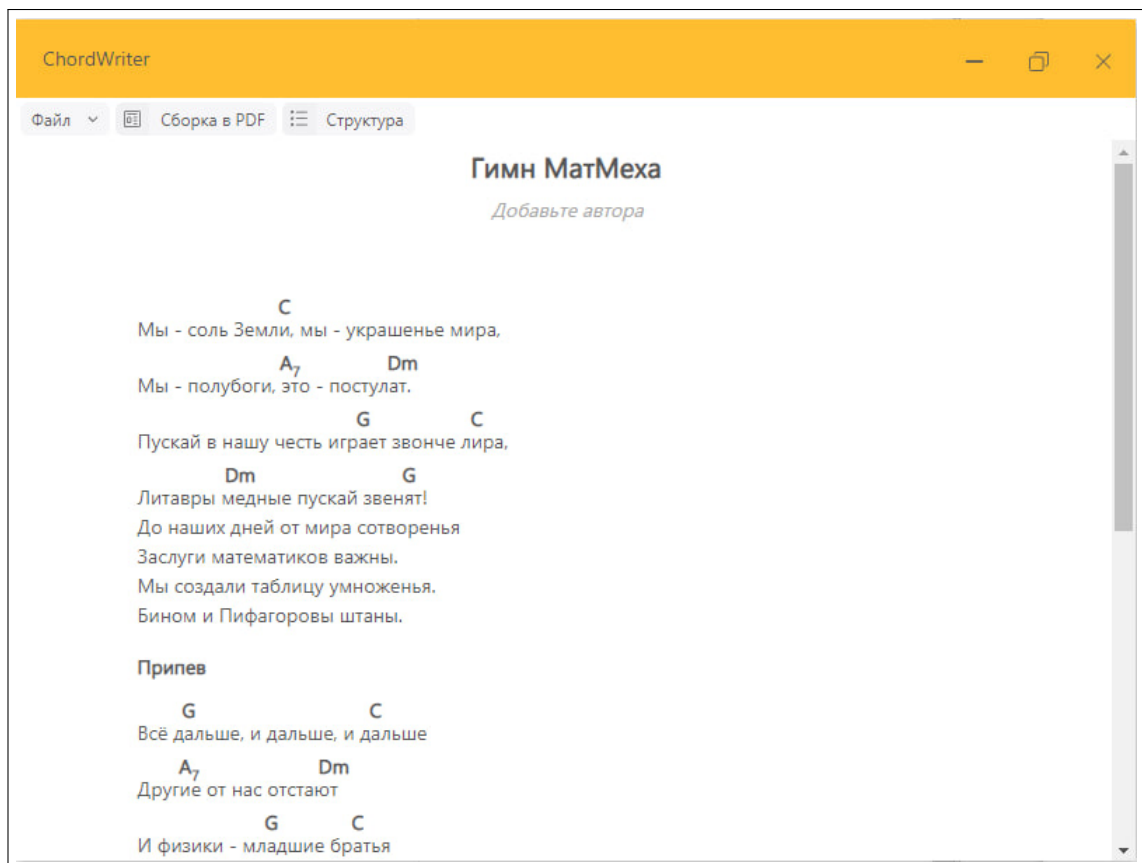 ChordWriter
Файл Сборка в PDF Структура
Гимн МатМеха
Добавьте автора
C
Мы - соль Земли, мы - украшенье мира,
A7 Dm
Мы - полубоги, это - постулат.
G C
Пускай в нашу честь играет звонче лира,
Dm G
Литавры медные пускай звенят!
До наших дней от мира сотворенья
Заслуги математиков важны.
Мы создали таблицу умноженья.
Бином и Пифагоровы штаны.
Припев
G C
Всё дальше, и дальше, и дальше
A7 Dm
Другие от нас отстают
G C
И физики - младшие братья